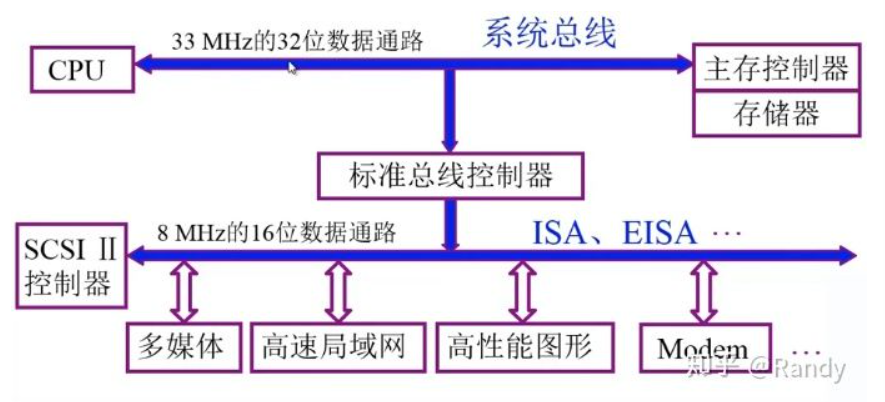 33 MHz的32位数据通路
系统总线
CPU
主存控制器
存储器
标准总线控制器
8 MHz的16位数据通路
ISA、EISA …
SCSI Ⅱ
控制器
多媒体
高速局域网
高性能图形
Modem
…
知乎 @Randy